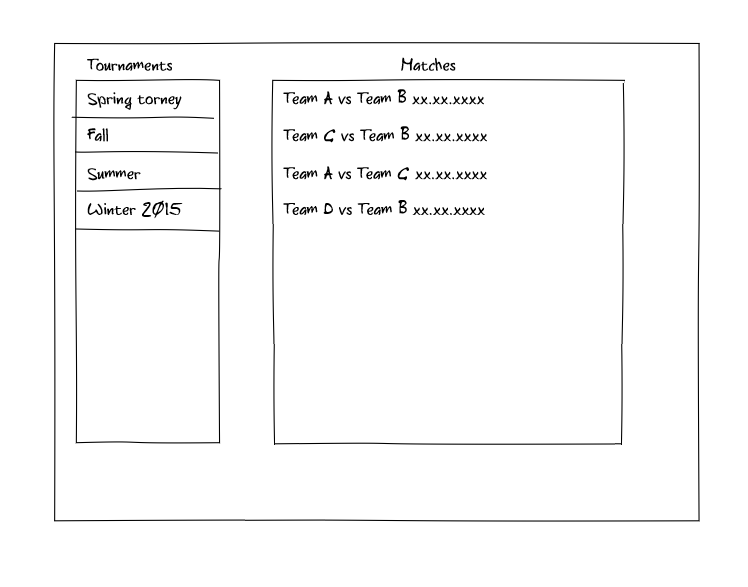 Tournaments
Spring torney
Fall
Summer
Winter 2015
Matches
Team A vs Team B xx.xx.xxxx
Team C vs Team B xx.xx.xxxx
Team A vs Team C xx.xx.xxxx
Team D vs Team B xx.xx.xxxx